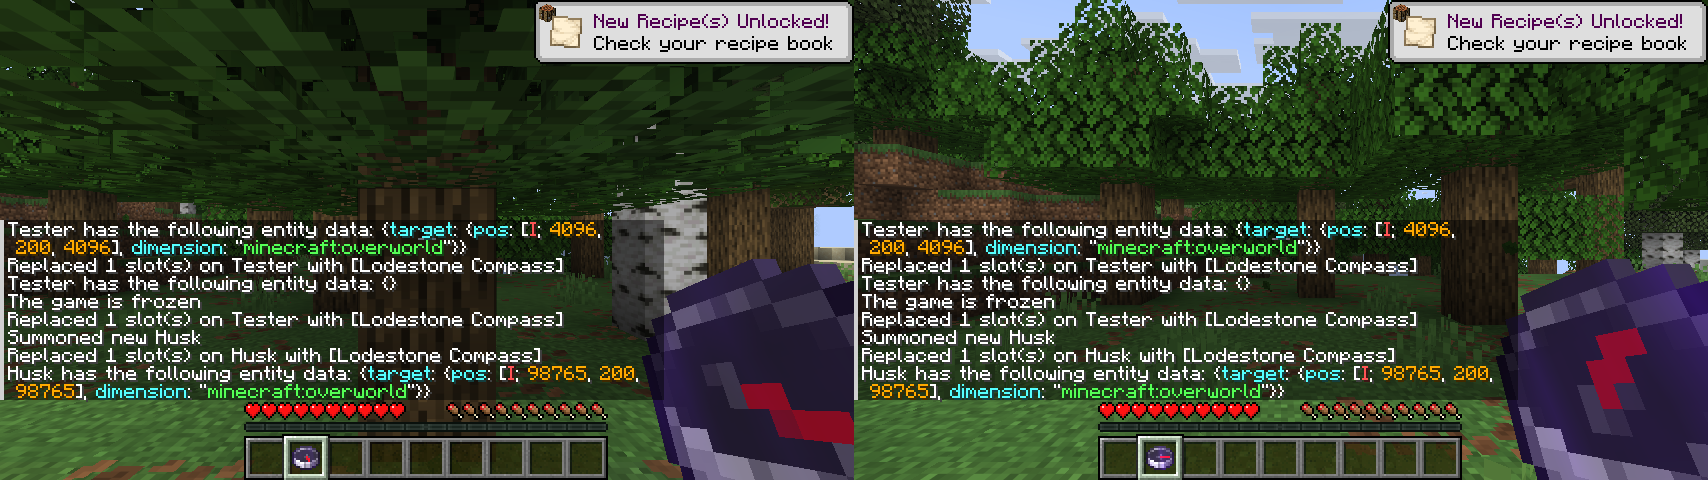 New Recipe(s) Unlocked!
Check your recipe book
Tester has the following entity data: {target: {pos: [I; 4096,
200, 4096], dimension: "minecraft:overworld"}}
Replaced 1 slot(s) on Tester with [Lodestone Compass]
Tester has the following entity data: {}
The game is frozen
Replaced 1 slot(s) on Tester with [Lodestone Compass]
Summoned new Husk
Replaced 1 slot(s) on Husk with [Lodestone Compass]
Husk has the following entity data: {target: {pos: [I; 98765, 200,
98765], dimension: "minecraft:overworld"}}
New Recipe(s) Unlocked!
Check your recipe book
Tester has the following entity data: {target: {pos: [I; 4096,
200, 4096], dimension: "minecraft:overworld"}}
Replaced 1 slot(s) on Tester with [Lodestone Compass]
Tester has the following entity data: {}
The game is frozen
Replaced 1 slot(s) on Tester with [Lodestone Compass]
Summoned new Husk
Replaced 1 slot(s) on Husk with [Lodestone Compass]
Husk has the following entity data: {target: {pos: [I; 98765, 200,
98765], dimension: "minecraft:overworld"}}